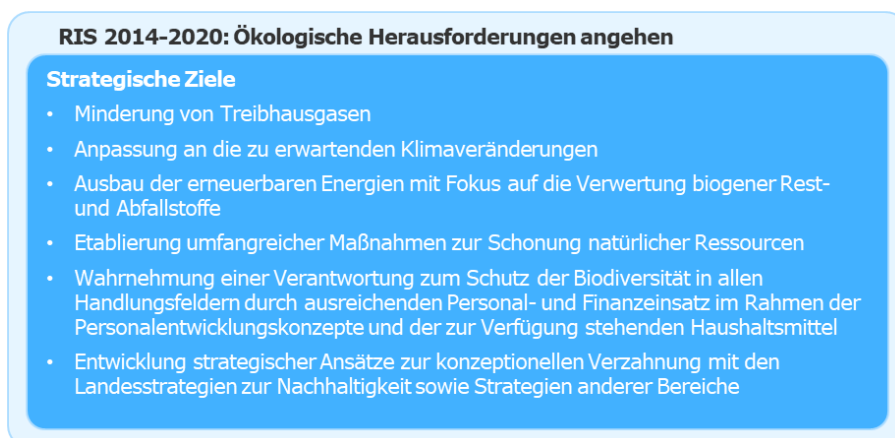 RIS 2014-2020: Ökologische Herausforderungen angehen
Strategische Ziele
• Minderung von Treibhausgasen
• Anpassung an die zu erwartenden Klimaveränderungen
• Ausbau der erneuerbaren Energien mit Fokus auf die Verwertung biogener Rest-
und Abfallstoffe
• Etablierung umfangreicher Maßnahmen zur Schonung natürlicher Ressourcen
• Wahrnehmung einer Verantwortung zum Schutz der Biodiversität in allen
Handlungsfeldern durch ausreichenden Personal- und Finanzeinsatz im Rahmen der
Personalentwicklungskonzepte und der zur Verfügung stehenden Haushaltsmittel
• Entwicklung strategischer Ansätze zur konzeptionellen Verzahnung mit den
Landesstrategien zur Nachhaltigkeit sowie Strategien anderer Bereiche